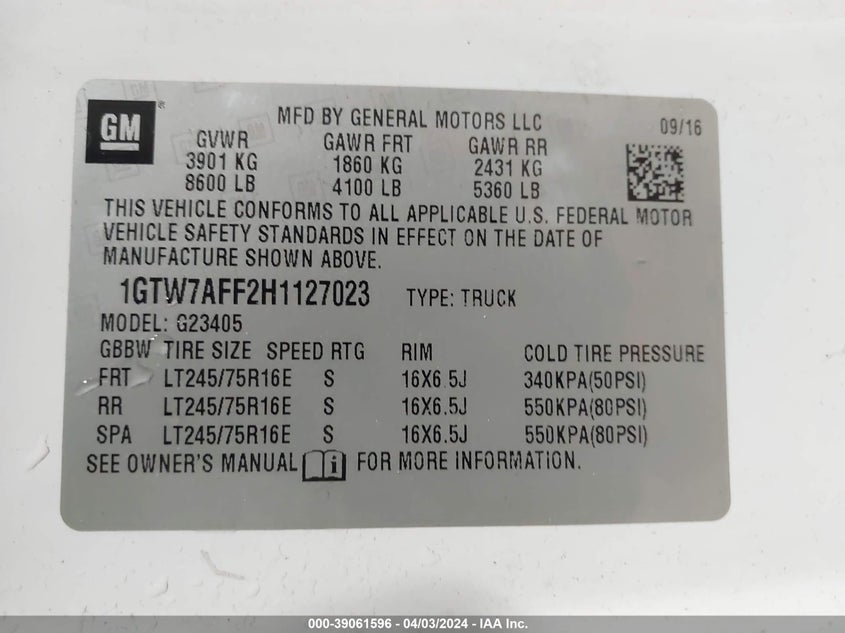 GM®
MFD BY GENERAL MOTORS LLC 09/16
GVWR GAWR FRT GAWR RR
3901 KG 1860 KG 2431 KG
8600 LB 4100 LB 5360 LB
THIS VEHICLE CONFORMS TO ALL APPLICABLE U.S. FEDERAL MOTOR
VEHICLE SAFETY STANDARDS IN EFFECT ON THE DATE OF
MANUFACTURE SHOWN ABOVE.
1GTW7AFF2H1127023 TYPE: TRUCK
MODEL: G23405
GBBW TIRE SIZE SPEED RTG RIM COLD TIRE PRESSURE
FRT LT245/75R16E S 16X6.5J 340KPA(50PSI)
RR LT245/75R16E S 16X6.5J 550KPA(80PSI)
SPA LT245/75R16E S 16X6.5J 550KPA(80PSI)
SEE OWNER'S MANUAL i FOR MORE INFORMATION.
000-39061596 - 04/03/2024 - IAA Inc.